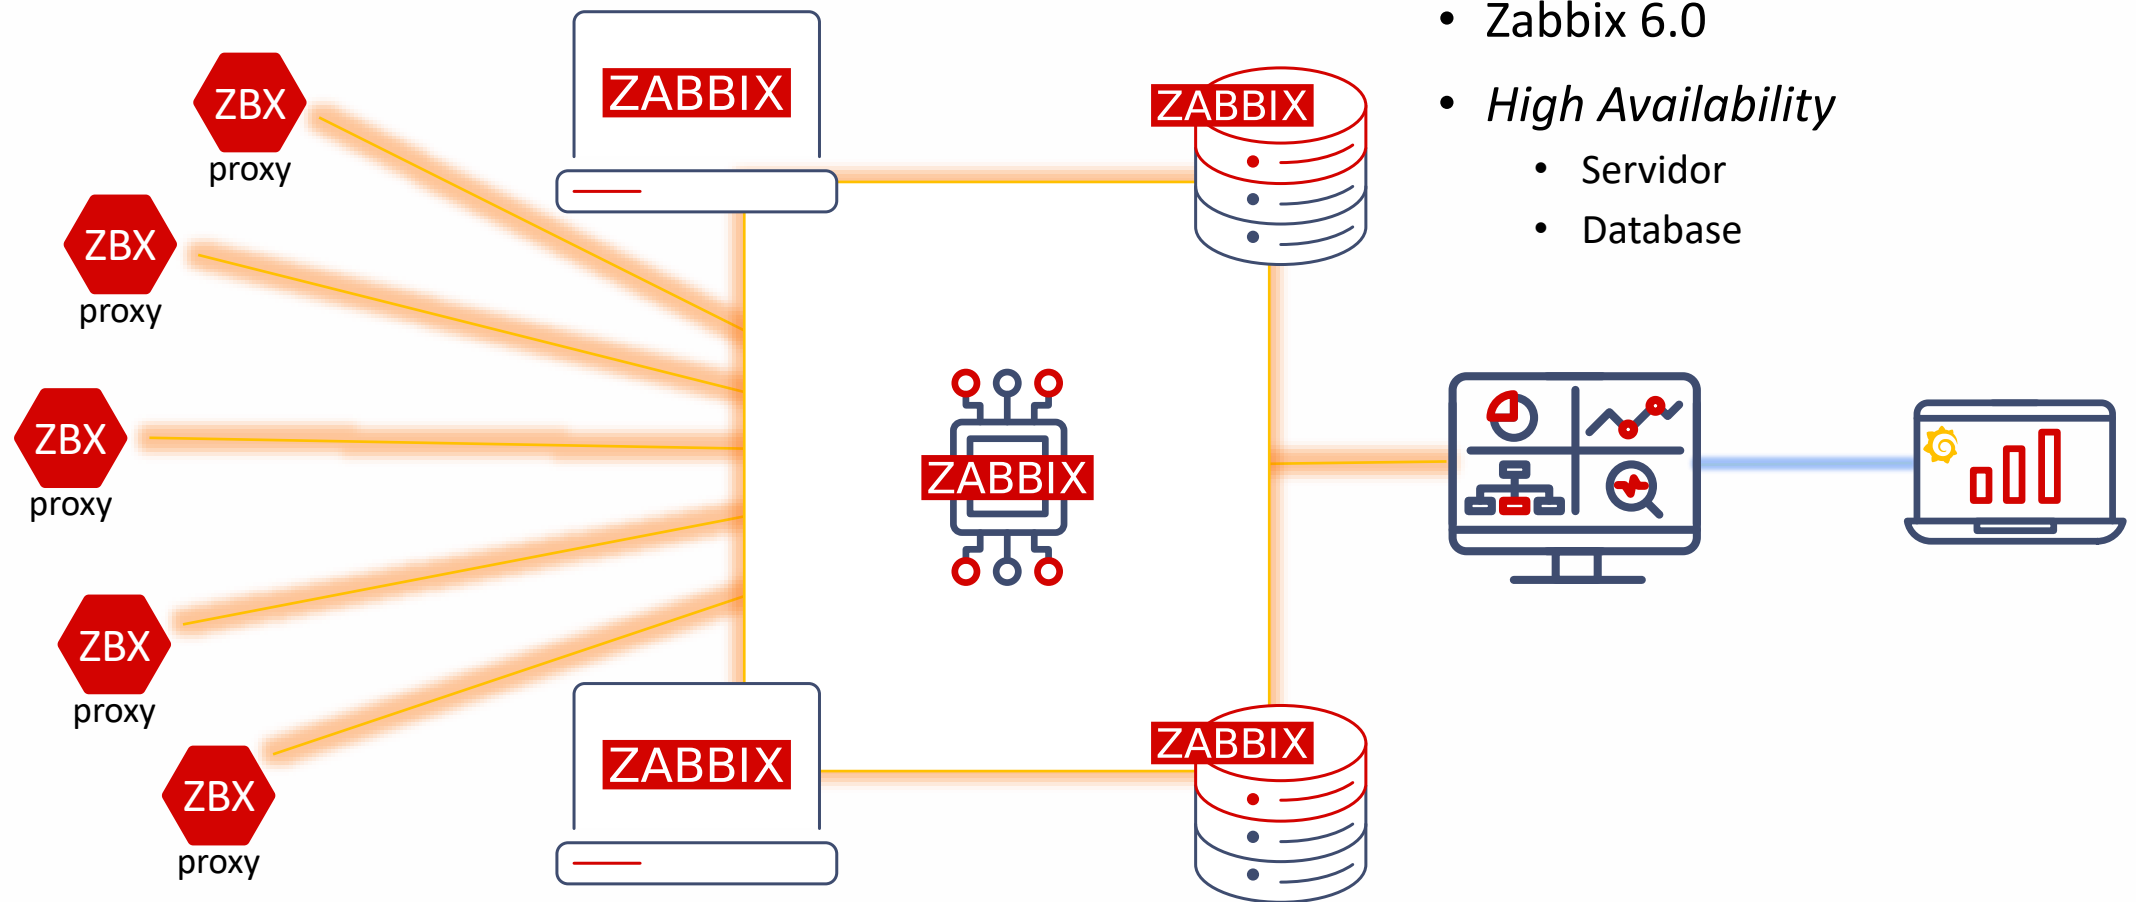 • Zabbix 6.0
• High Availability
• Servidor
• Database
ZABBIX
ZABBIX
ZBX
proxy
ZBX
proxy
ZBX
proxy
ZABBIX
ZBX
proxy
ZABBIX
ZABBIX
ZBX
proxy